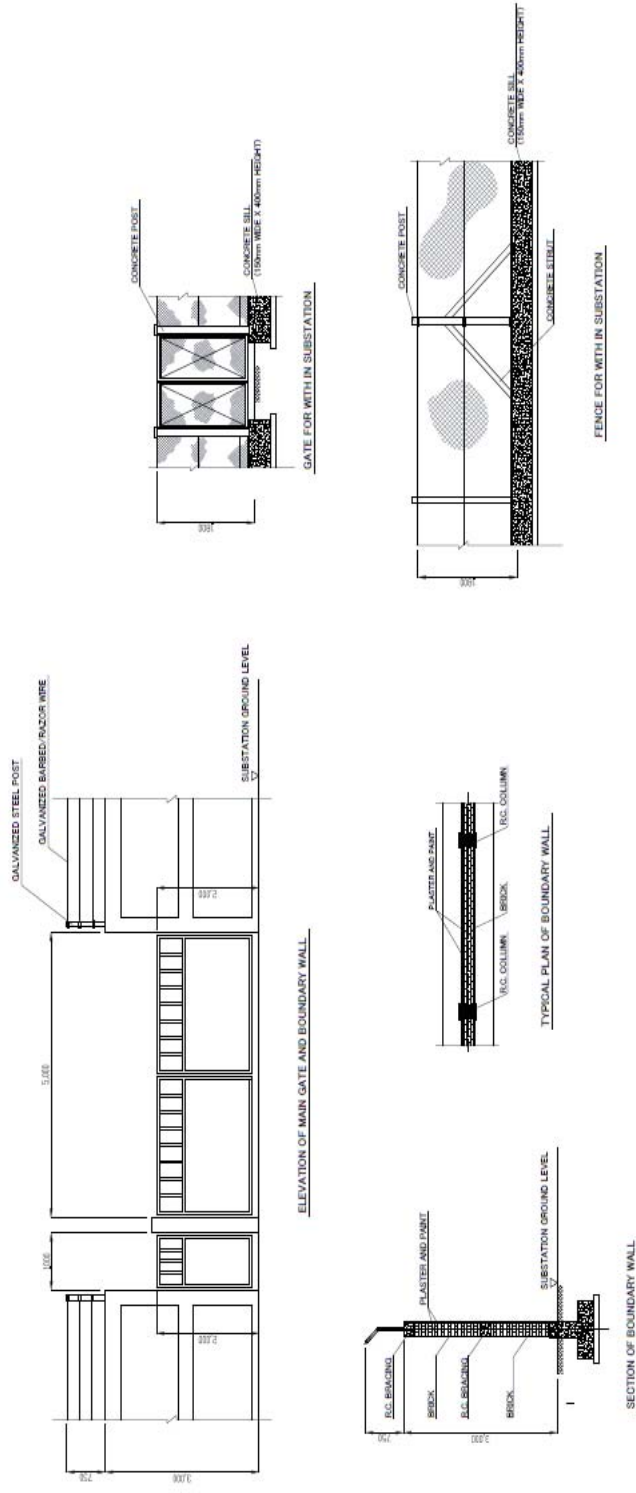 GALVANIZED STEEL POST
GALVANIZED BARBED/RAZOR WIRE
SUBSTATION GROUND LEVEL
5,000
1000
2,000
2,000
750
3,000
ELEVATION OF MAIN GATE AND BOUNDARY WALL
CONCRETE POST
CONCRETE SILL
(150mm WIDE X 400mm HEIGHT)
1800
GATE FOR WITH IN SUBSTATION
R.C. BRACING
BRICK
R.C. BRACING
BRICK
PLASTER AND PAINT
SUBSTATION GROUND LEVEL
750
3,000
SECTION OF BOUNDARY WALL
PLASTER AND PAINT
R.C. COLUMN
BRICK
R.C. COLUMN
TYPICAL PLAN OF BOUNDARY WALL
CONCRETE POST
CONCRETE SILL
(150mm WIDE X 400mm HEIGHT)
CONCRETE STRUT
1800
FENCE FOR WITH IN SUBSTATION